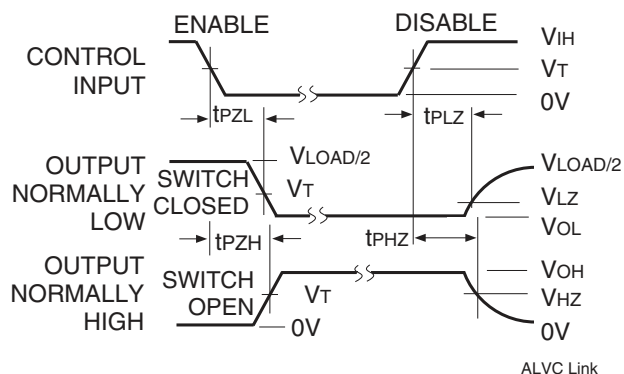 ENABLE DISABLE
CONTROL INPUT
VIH
VT
0V
tPZL tPLZ
OUTPUT NORMALLY LOW
SWITCH CLOSED
VLOAD/2
VT
VLOAD/2
VLZ
VOL
tPZH tPHZ
OUTPUT NORMALLY HIGH
SWITCH OPEN
VT
0V
VOH
VHZ
0V
ALVC Link